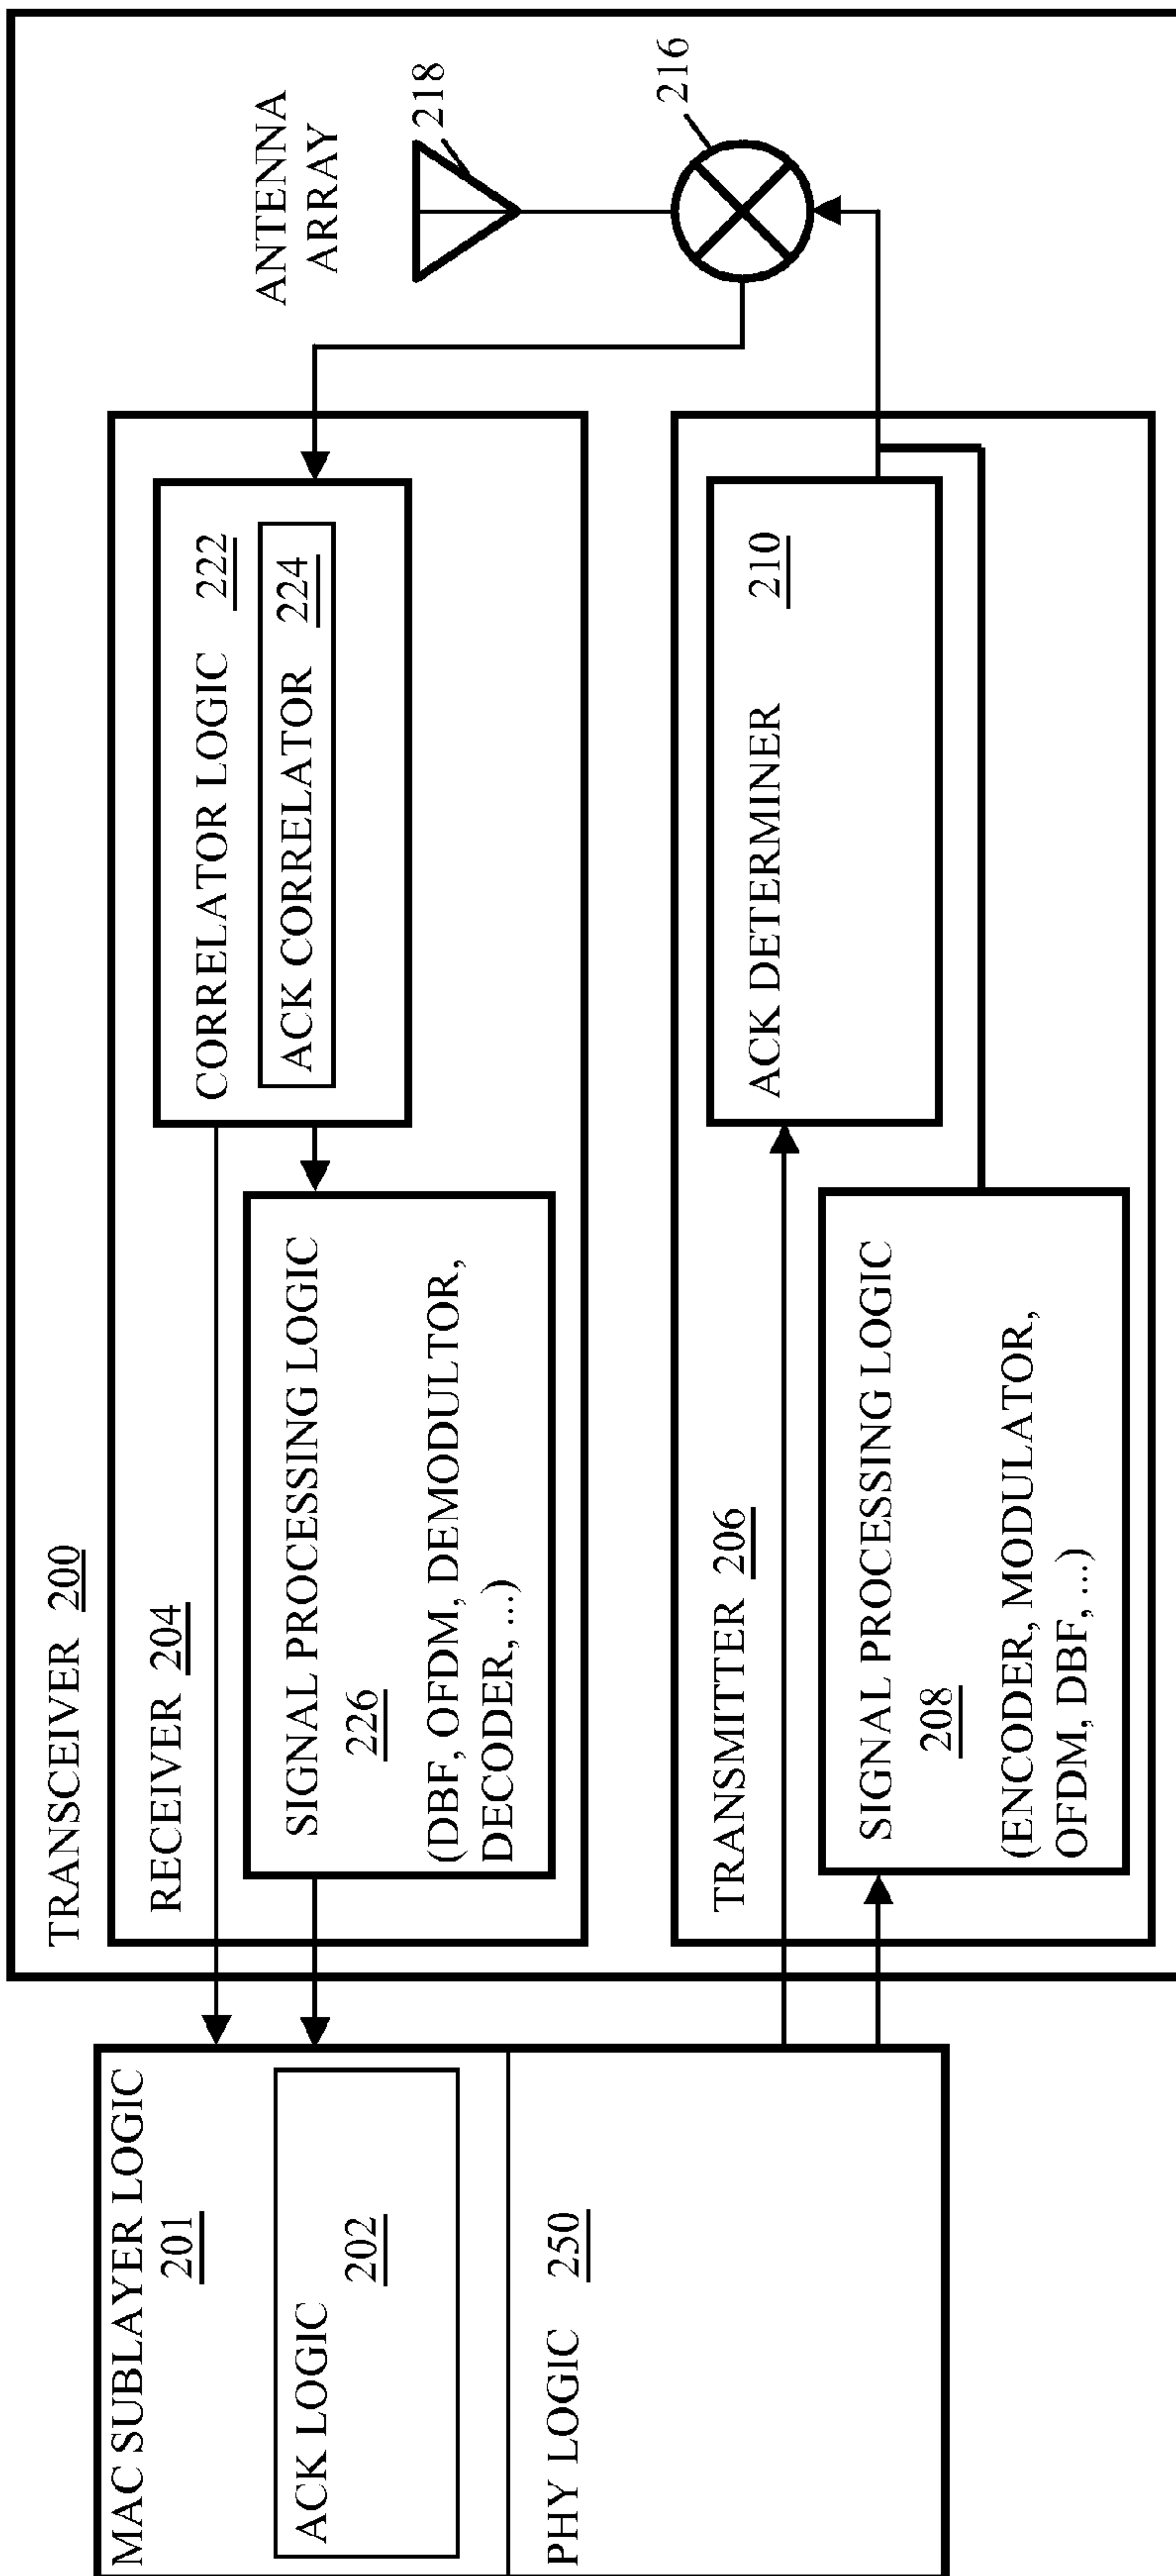 MAC SUBLAYER LOGIC
201
ACK LOGIC
202
PHY LOGIC 250
TRANSCEIVER 200
RECEIVER 204
SIGNAL PROCESSING LOGIC
226
(DBF, OFDM, DEMODULTOR,
DECODER, ...)
CORRELATOR LOGIC 222
ACK CORRELATOR 224
TRANSMITTER 206
SIGNAL PROCESSING LOGIC
208
(ENCODER, MODULATOR,
OFDM, DBF, ...)
ACK DETERMINER 210
ANTENNA
ARRAY
218
216